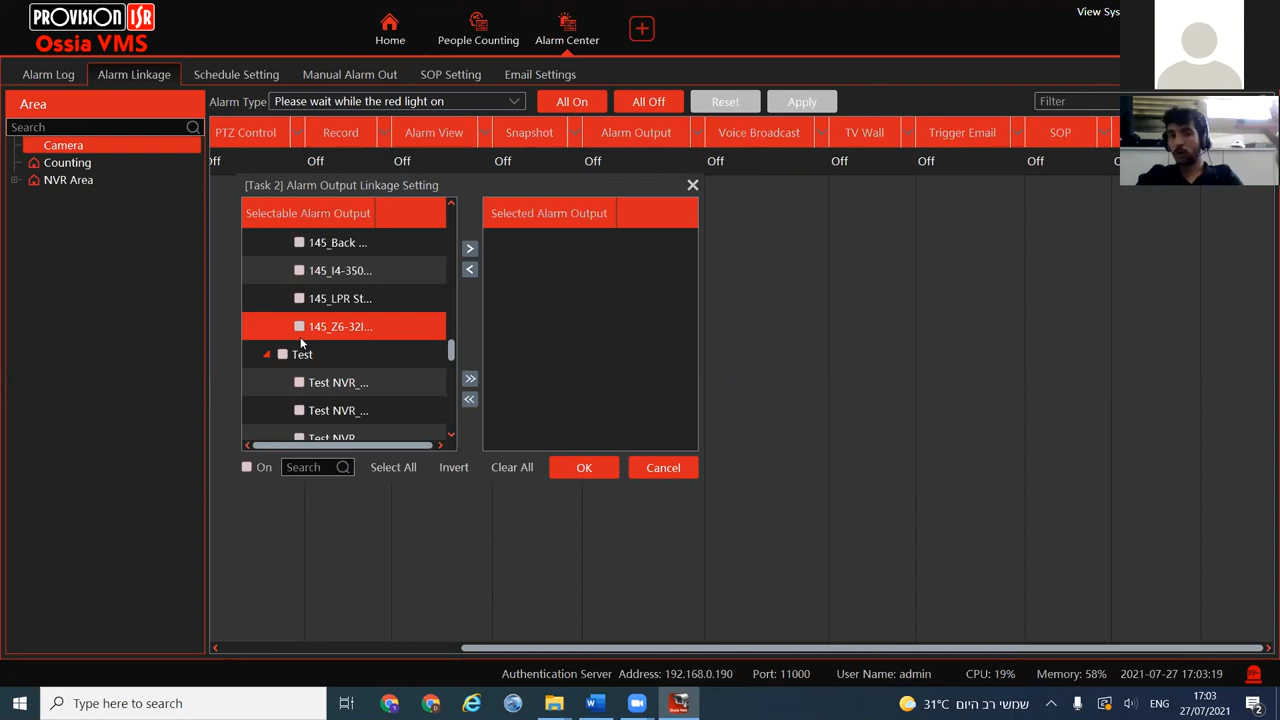 PROVISION ISR
Ossia VMS
Home
People Counting
Alarm Center
View Sys
Alarm Log
Alarm Linkage
Schedule Setting
Manual Alarm Out
SOP Setting
Email Settings
Area
Search
Camera
Counting
NVR Area
Alarm Type
Please wait while the red light on
All On
All Off
Reset
Apply
Filter
PTZ Control
Record
Alarm View
Snapshot
Alarm Output
Voice Broadcast
TV Wall
Trigger Email
SOP
Off
Off
Off
Off
Off
Off
Off
Off
Off
[Task 2] Alarm Output Linkage Setting
Selectable Alarm Output
Selected Alarm Output
145_Back ...
145_I4-350...
145_LPR St...
145_Z6-32I...
Test
Test NVR_...
Test NVR_...
Test NVR
On
Search
Select All
Invert
Clear All
OK
Cancel
Authentication Server Address: 192.168.0.190 Port: 11000 User Name: admin CPU: 19% Memory: 58% 2021-07-27 17:03:19
Type here to search
31°C שמשי רב היום
ENG
17:03
27/07/2021
2